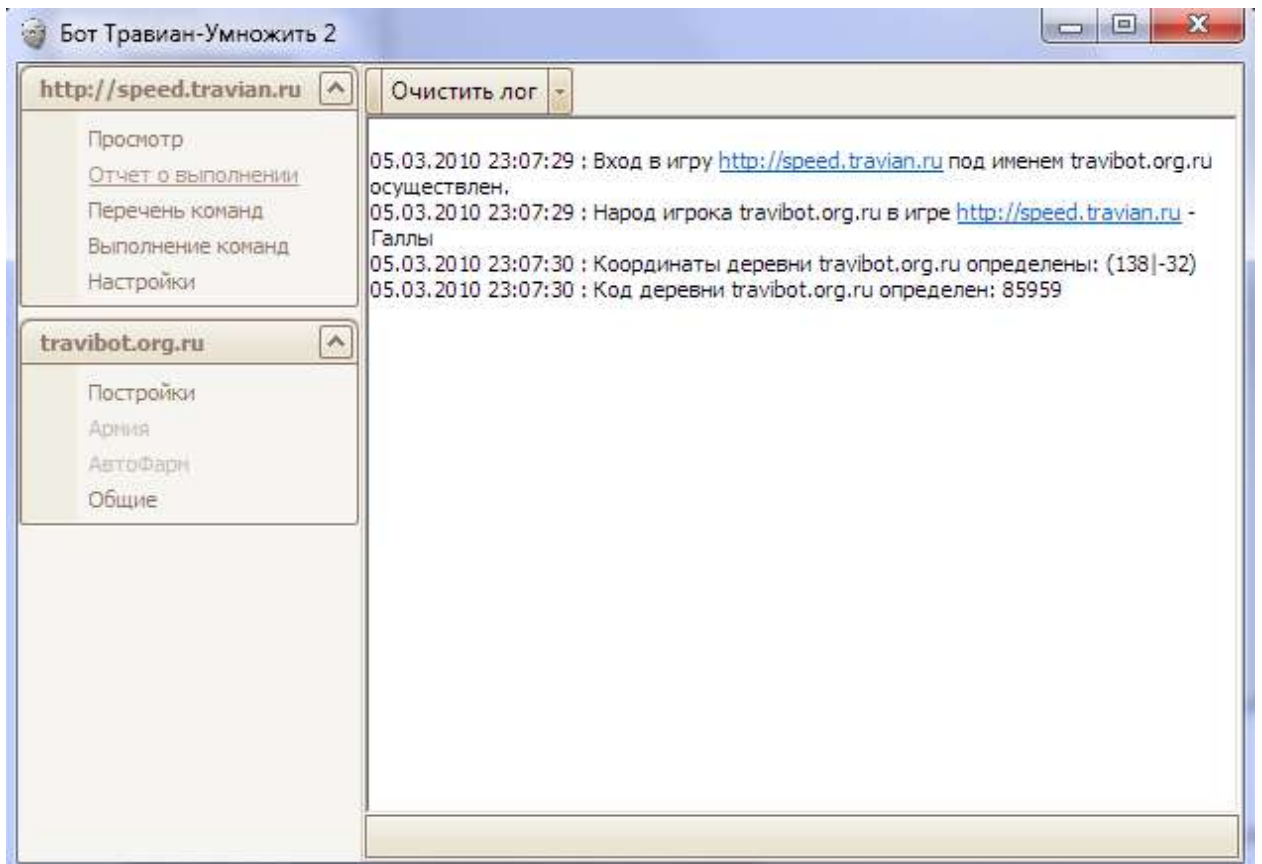 Бот Травиан-Умножить 2
http://speed.travian.ru
Просмотр
Отчет о выполнении
Перечень команд
Выполнение команд
Настройки
travibot.org.ru
Постройки
Армия
АвтоФарм
Общие
Очистить лог
05.03.2010 23:07:29 : Вход в игру http://speed.travian.ru под именем travibot.org.ru
осуществлен.
05.03.2010 23:07:29 : Народ игрока travibot.org.ru в игре http://speed.travian.ru -
Галлы
05.03.2010 23:07:30 : Координаты деревни travibot.org.ru определены: (138|-32)
05.03.2010 23:07:30 : Код деревни travibot.org.ru определен: 85959